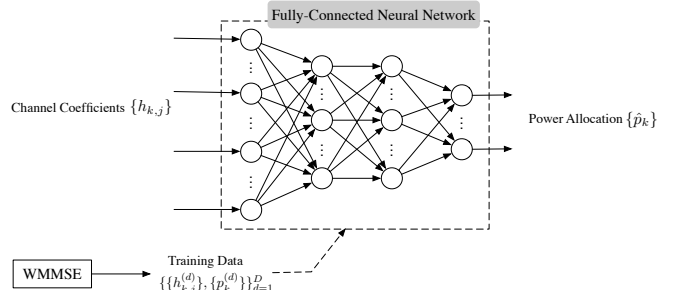 Fully-Connected Neural Network
Channel Coefficients {h_{k,j}}
Power Allocation {p̂_k}
Training Data
WMMSE
{{h_{k,j}^{(d)}}, {p_k^{(d)}}}_{d=1}^{D}